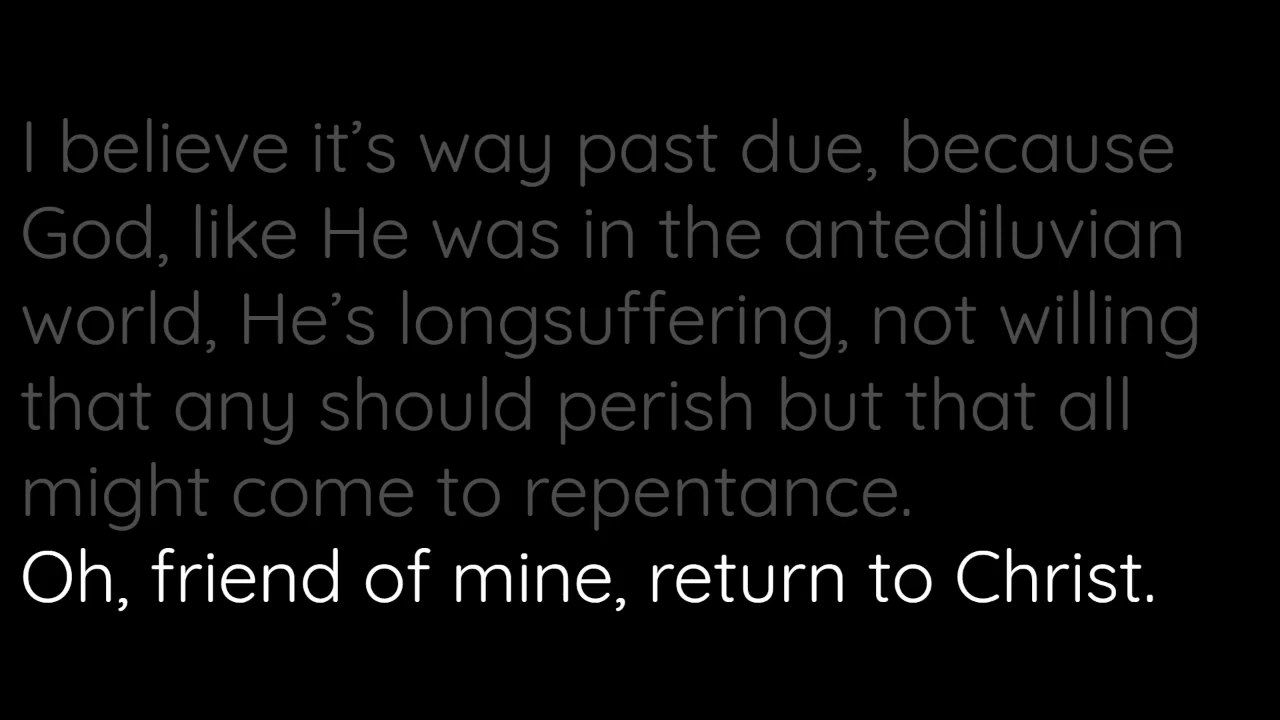 I believe it’s way past due, because
God, like He was in the antediluvian
world, He’s longsuffering, not willing
that any should perish but that all
might come to repentance.
Oh, friend of mine, return to Christ.